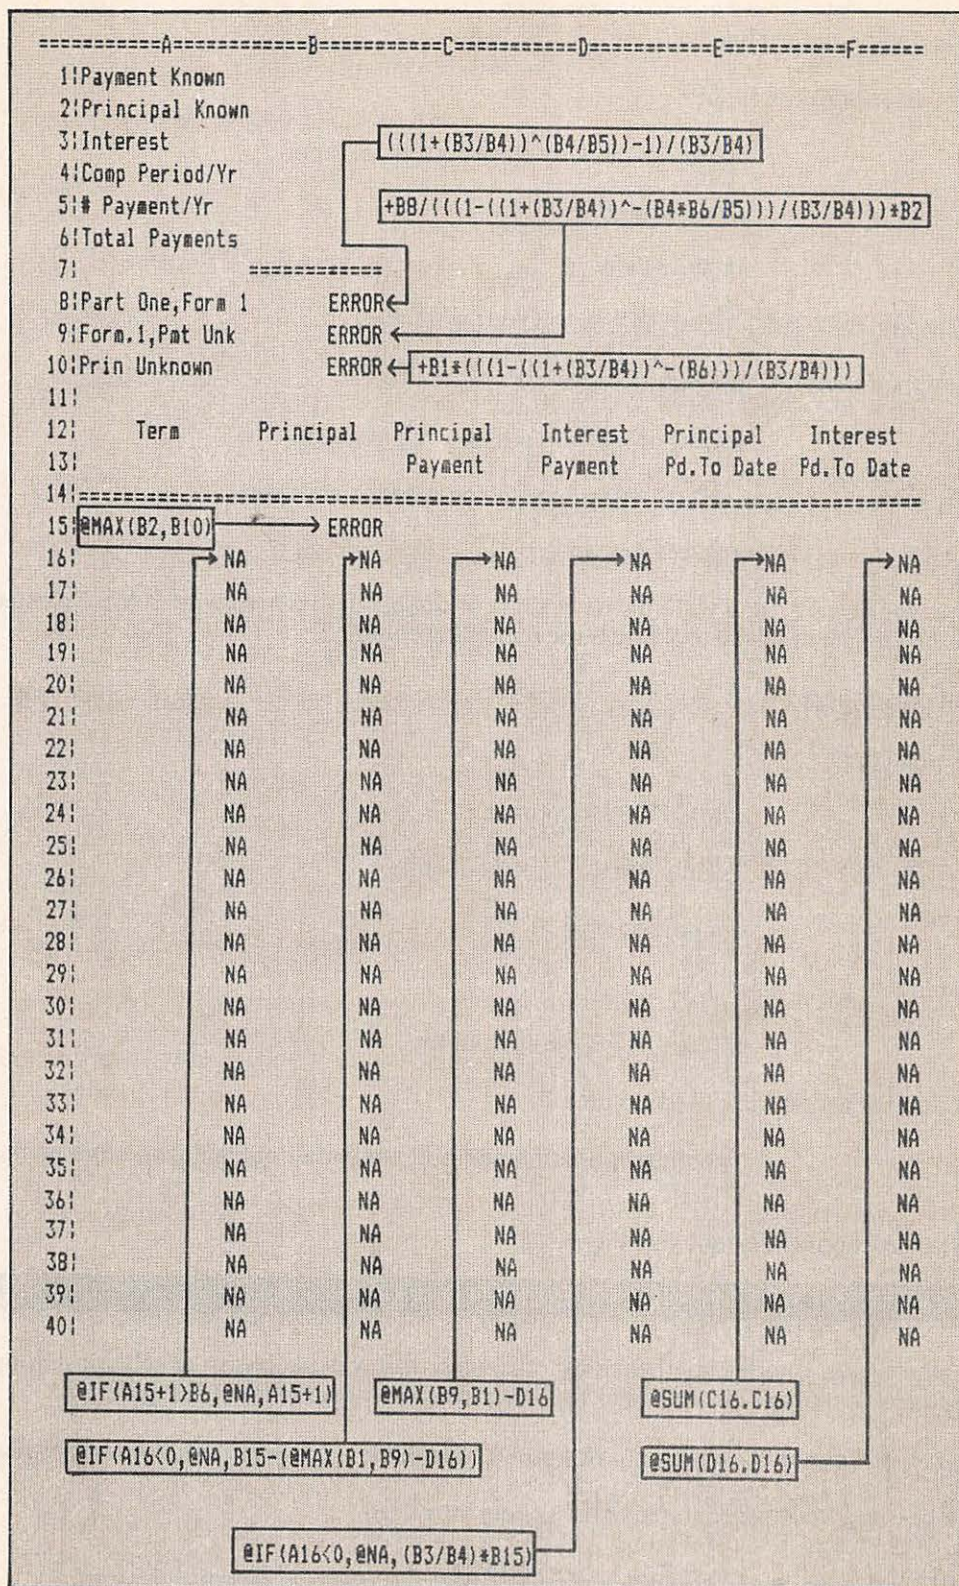 ===========A============B===========C===========D===========E===========F======
1¦Payment Known
2¦Principal Known
3¦Interest (((1+(B3/B4))^(B4/B5))-1)/(B3/B4)
4¦Comp Period/Yr
5¦# Payment/Yr +B8/(((1-((1+(B3/B4))^-(B4*B6/B5)))/(B3/B4)))*B2
6¦Total Payments
7¦ ============
8¦Part One,Form 1 ERROR
9¦Form.1,Pmt Unk ERROR
10¦Prin Unknown ERROR +B1*(((1-((1+(B3/B4))^-(B6)))/(B3/B4)))
11¦
12¦ Term Principal Principal Interest Principal Interest
13¦ Payment Payment Pd.To Date Pd.To Date
14¦==============================================================================
15¦@MAX(B2,B10) ERROR
16¦ NA NA NA NA NA NA
17¦ NA NA NA NA NA NA
18¦ NA NA NA NA NA NA
19¦ NA NA NA NA NA NA
20¦ NA NA NA NA NA NA
21¦ NA NA NA NA NA NA
22¦ NA NA NA NA NA NA
23¦ NA NA NA NA NA NA
24¦ NA NA NA NA NA NA
25¦ NA NA NA NA NA NA
26¦ NA NA NA NA NA NA
27¦ NA NA NA NA NA NA
28¦ NA NA NA NA NA NA
29¦ NA NA NA NA NA NA
30¦ NA NA NA NA NA NA
31¦ NA NA NA NA NA NA
32¦ NA NA NA NA NA NA
33¦ NA NA NA NA NA NA
34¦ NA NA NA NA NA NA
35¦ NA NA NA NA NA NA
36¦ NA NA NA NA NA NA
37¦ NA NA NA NA NA NA
38¦ NA NA NA NA NA NA
39¦ NA NA NA NA NA NA
40¦ NA NA NA NA NA NA
@IF(A15+1>B6,@NA,A15+1) @MAX(B9,B1)-D16 @SUM(C16.C16)
@IF(A16<0,@NA,B15-(@MAX(B1,B9)-D16)) @SUM(D16.D16)
@IF(A16<0,@NA,(B3/B4)*B15)